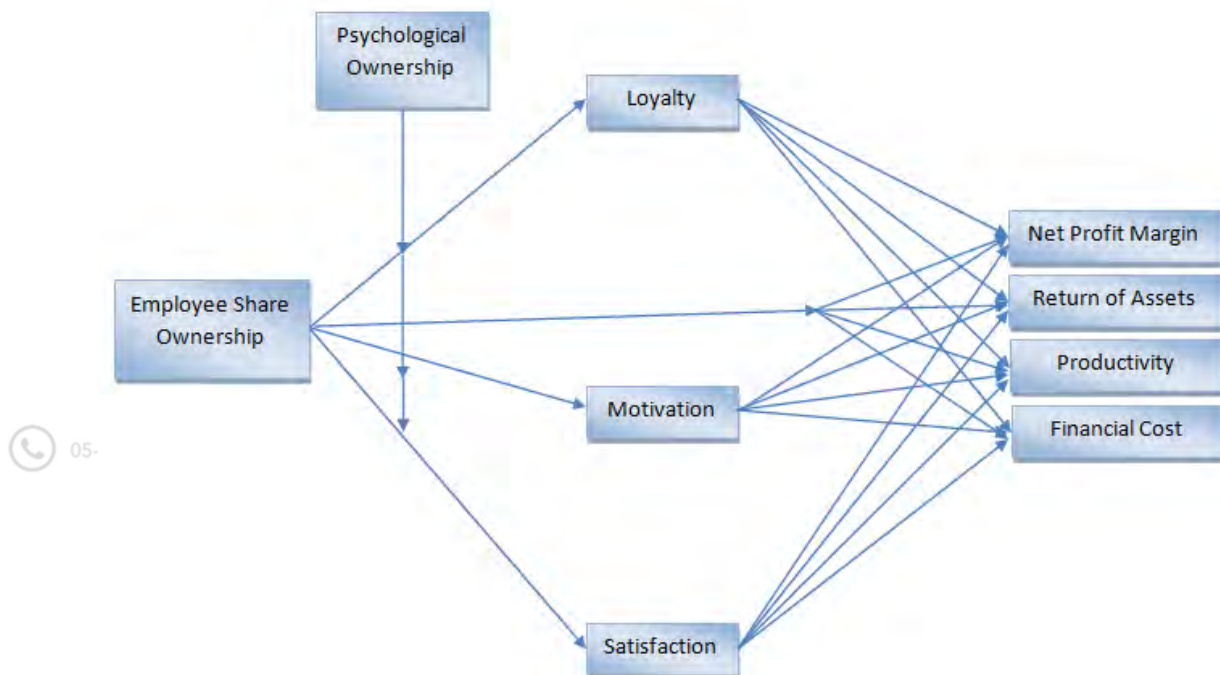 Psychological
Ownership
Loyalty
Net Profit Margin
Employee Share
Ownership
Return of Assets
Productivity
Motivation
Financial Cost
05-
Satisfaction